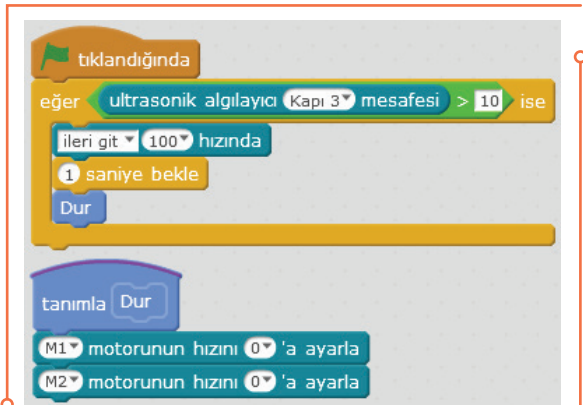 tıklandığında
eğer ultrasonik algılayıcı Kapı 3 mesafesi > 10 ise
ileri git 100 hızında
1 saniye bekle
Dur
tanımla Dur
M1 motorunun hızını 0 'a ayarla
M2 motorunun hızını 0 'a ayarla